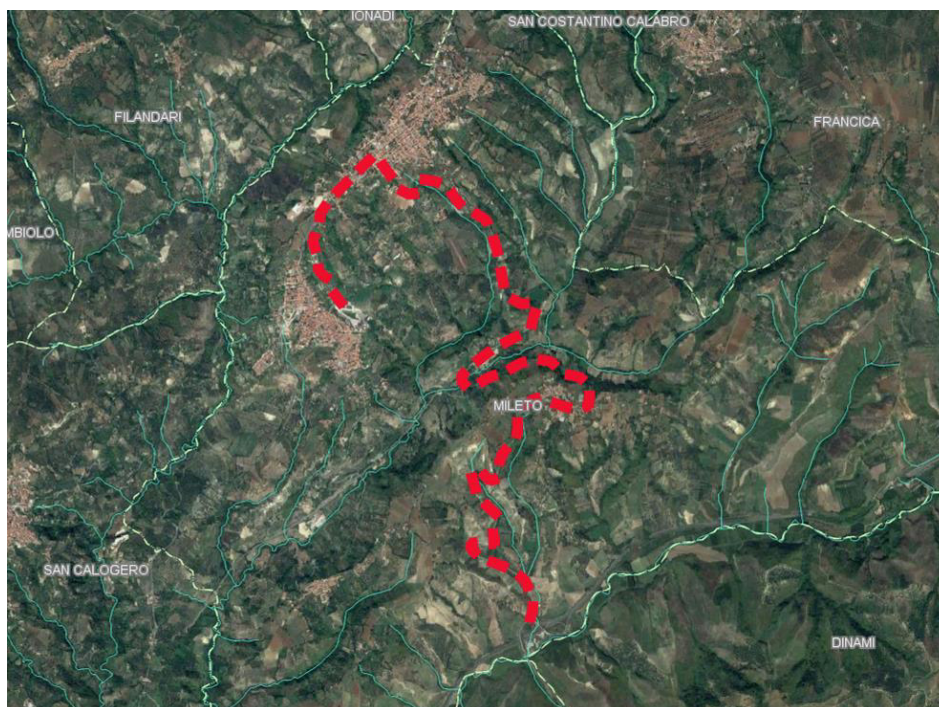 IONADI
SAN COSTANTINO CALABRO
FILANDARI
FRANCICA
MBIOLO
MILETO
SAN CALOGERO
DINAMI